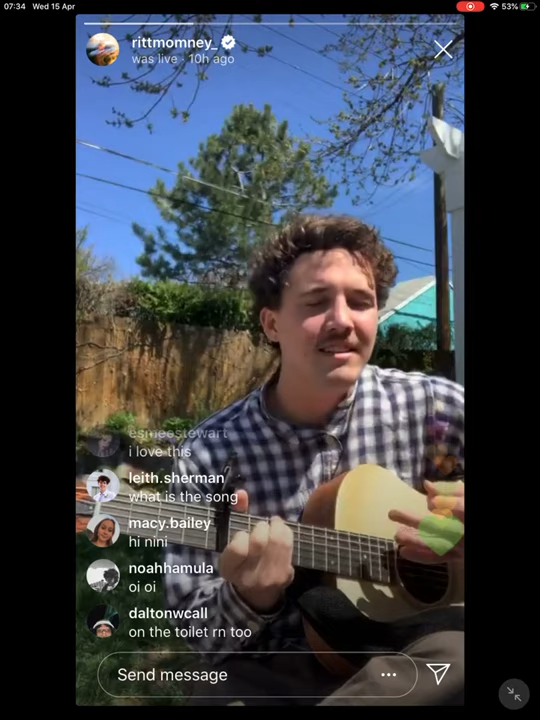 07:34 Wed 15 Apr 53%
rittmomney_
was live · 10h ago
esmeestewart
i love this
leith.sherman
what is the song
macy.bailey
hi nini
noahhamula
oi oi
daltonwcall
on the toilet rn too
Send message